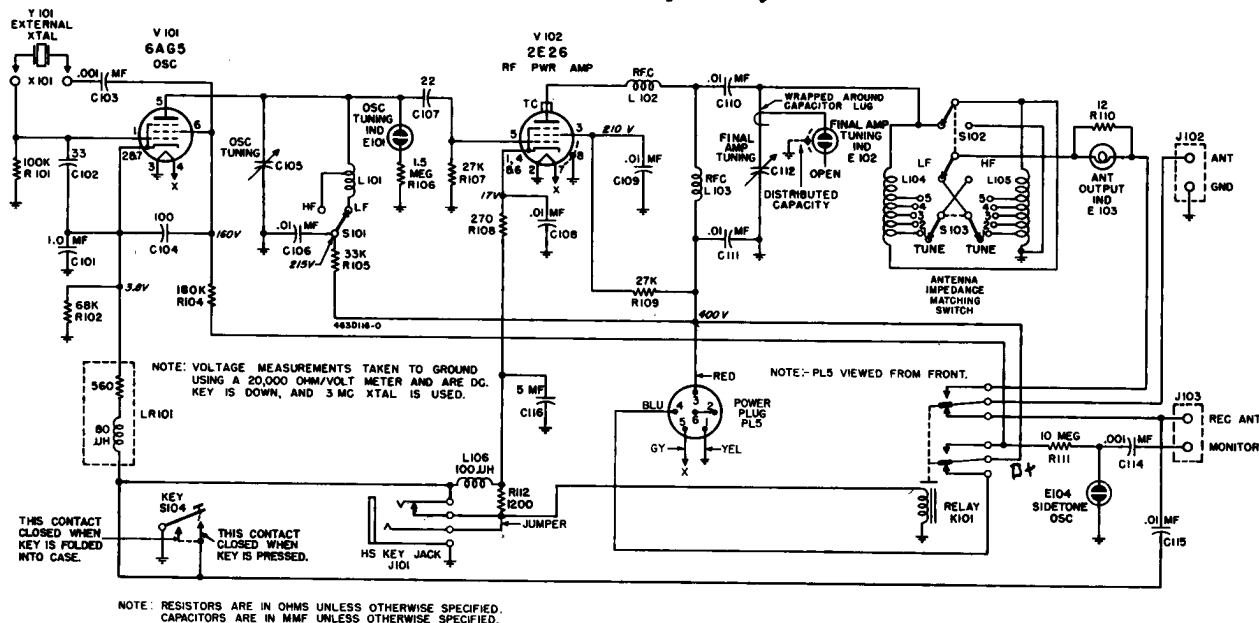 Y 101
EXTERNAL
XTAL
X101
.001 MF
C103
V 101
6AG5
OSC
5
1
6
2&7
3
4
X
100K
R 101
33
C102
1.0 MF
C101
100
C104
160V
3.8V
68K
R102
180K
R104
OSC
TUNING
C105
HF
LF
L101
.01 MF
C106
S101
215V
33K
R105
463D116-0
OSC
TUNING
IND
E101
1.5
MEG
R106
22
C107
27K
R107
V 102
2E26
RF PWR AMP
TC
5
3
2
7
8
X
17V
270
R108
.01 MF
C108
210 V
.01 MF
C109
RFC
L 102
RFC
L103
.01 MF
C110
.01 MF
C111
27K
R109
400 V
WRAPPED AROUND
CAPACITOR LUG
FINAL AMP
TUNING
C112
FINAL AMP
TUNING
IND
E 102
OPEN
DISTRIBUTED
CAPACITY
S102
LF
HF
L104
L105
5
4
3
2
5
4
3
2
S103
TUNE
TUNE
ANTENNA
IMPEDANCE
MATCHING
SWITCH
12
R110
ANT
OUTPUT
IND
E 103
J102
ANT
GND
NOTE: VOLTAGE MEASUREMENTS TAKEN TO GROUND
USING A 20,000 OHM/VOLT METER AND ARE DC.
KEY IS DOWN, AND 3 MC XTAL IS USED.
560
80
UH
LR101
5 MF
C116
RED
BLU
4
3
2
5
6
1
POWER
PLUG
PL5
GY
YEL
X
NOTE:-PL5 VIEWED FROM FRONT.
J103
REC ANT
MONITOR
10 MEG
R111
.001 MF
C114
B+
E104
SIDETONE
OSC
.01 MF
C115
RELAY
K101
L106
100 UH
R112
1200
JUMPER
HS KEY JACK
J101
KEY
S104
THIS CONTACT
CLOSED WHEN
KEY IS FOLDED
INTO CASE.
THIS CONTACT
CLOSED WHEN
KEY IS PRESSED.
NOTE: RESISTORS ARE IN OHMS UNLESS OTHERWISE SPECIFIED.
CAPACITORS ARE IN MMF UNLESS OTHERWISE SPECIFIED.